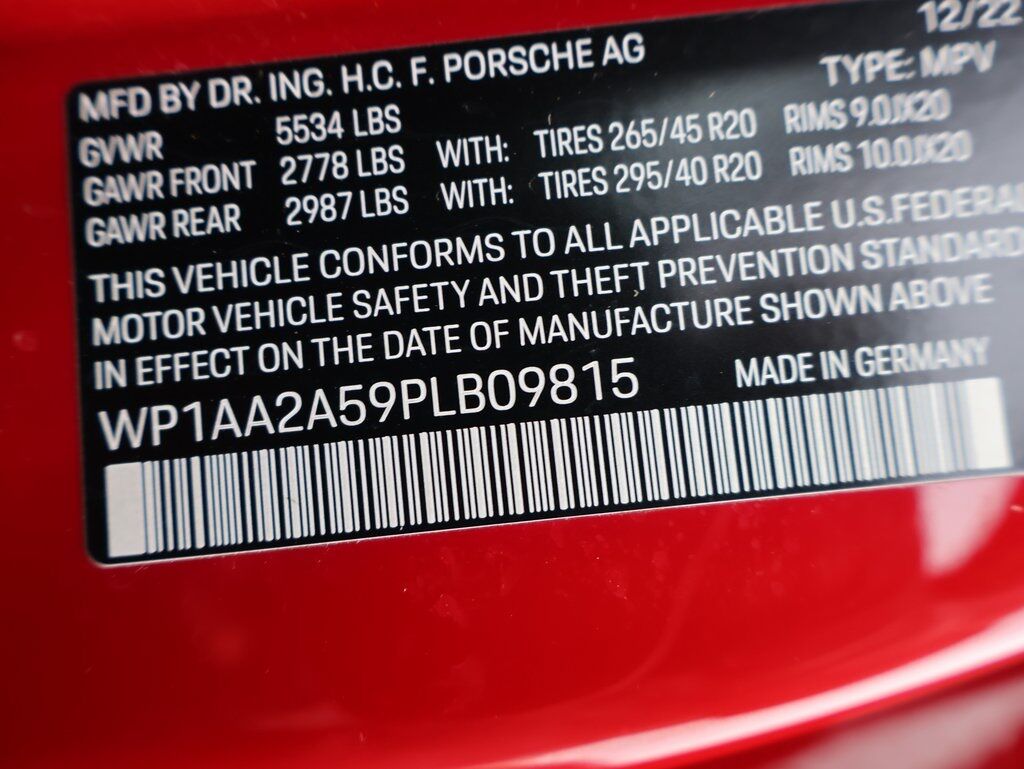 12/22
MFD BY DR. ING. H.C. F. PORSCHE AG
TYPE: MPV
GVWR 5534 LBS
GAWR FRONT 2778 LBS WITH: TIRES 265/45 R20 RIMS 9.0JX20
GAWR REAR 2987 LBS WITH: TIRES 295/40 R20 RIMS 10.0JX20
THIS VEHICLE CONFORMS TO ALL APPLICABLE U.S.FEDERAL
MOTOR VEHICLE SAFETY AND THEFT PREVENTION STANDARD
IN EFFECT ON THE DATE OF MANUFACTURE SHOWN ABOVE
WP1AA2A59PLB09815 MADE IN GERMANY